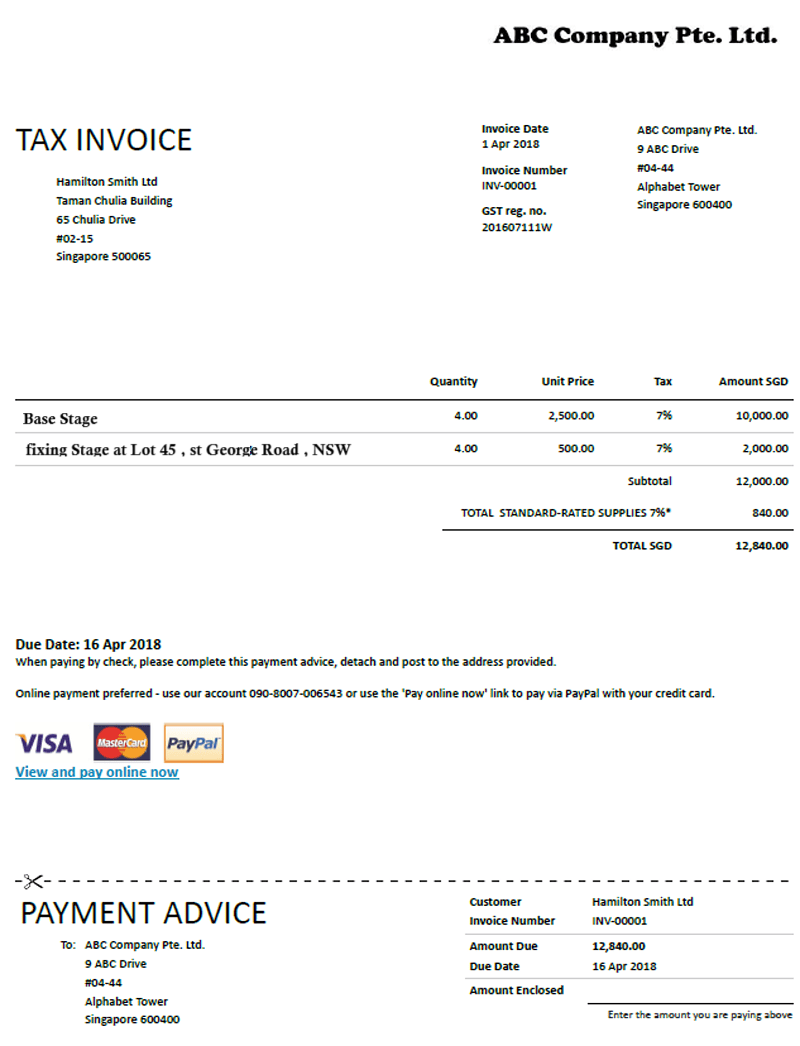 ABC Company Pte. Ltd.
TAX INVOICE
Hamilton Smith Ltd
Taman Chulia Building
65 Chulia Drive
#02-15
Singapore 500065
Invoice Date
1 Apr 2018
Invoice Number
INV-00001
GST reg. no.
201607111W
ABC Company Pte. Ltd.
9 ABC Drive
#04-44
Alphabet Tower
Singapore 600400
Quantity Unit Price Tax Amount SGD
Base Stage 4.00 2,500.00 7% 10,000.00
fixing Stage at Lot 45 , st George Road , NSW 4.00 500.00 7% 2,000.00
Subtotal 12,000.00
TOTAL STANDARD-RATED SUPPLIES 7%* 840.00
TOTAL SGD 12,840.00
Due Date: 16 Apr 2018
When paying by check, please complete this payment advice, detach and post to the address provided.
Online payment preferred - use our account 090-8007-006543 or use the 'Pay online now' link to pay via PayPal with your credit card.
VISA MasterCard PayPal
View and pay online now
PAYMENT ADVICE
To: ABC Company Pte. Ltd.
9 ABC Drive
#04-44
Alphabet Tower
Singapore 600400
Customer Hamilton Smith Ltd
Invoice Number INV-00001
Amount Due 12,840.00
Due Date 16 Apr 2018
Amount Enclosed
Enter the amount you are paying above